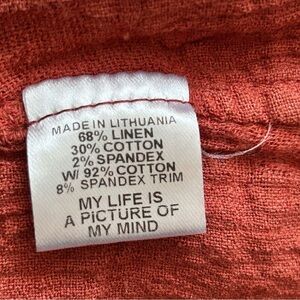 MADE IN LITHUANIA
68% LINEN
30% COTTON
2% SPANDEX
W/ 92% COTTON
8% SPANDEX TRIM
MY LIFE IS
A PiCTURE OF
MY MIND